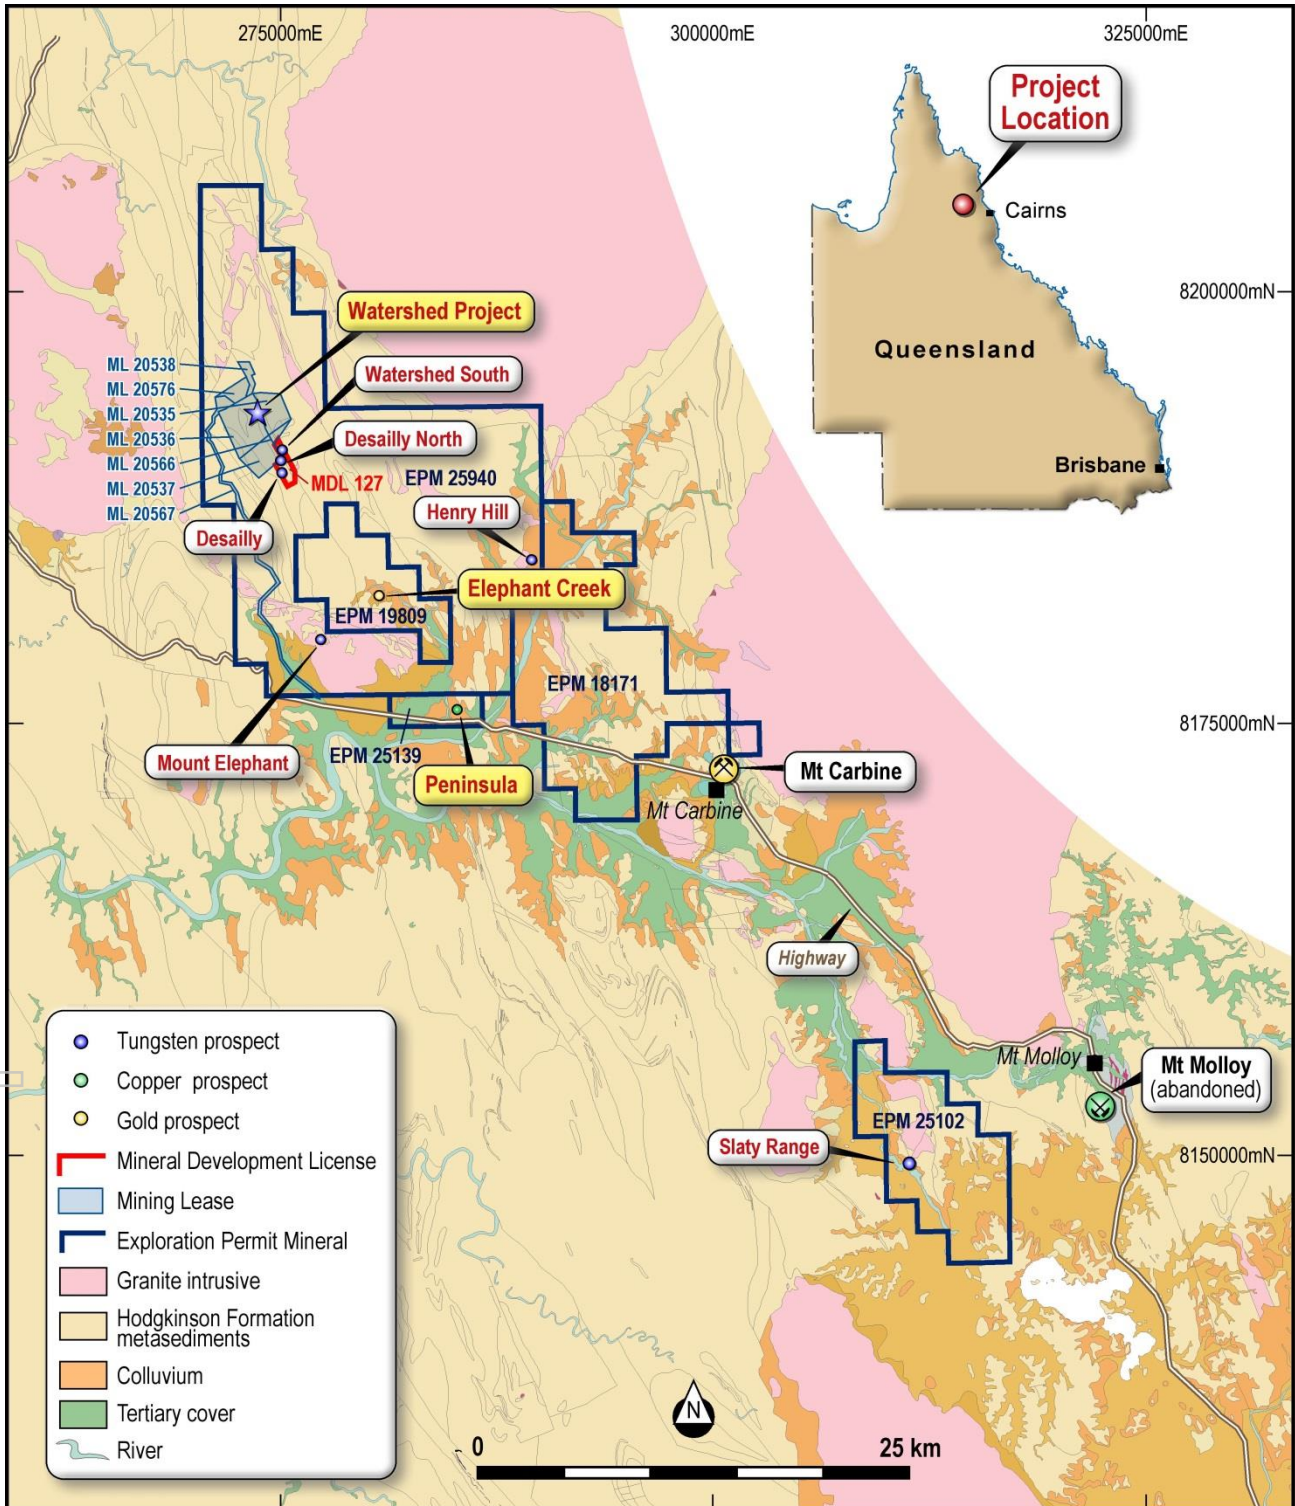 275000mE
300000mE
325000mE
Project
Location
Cairns
8200000mN
Queensland
Brisbane
Watershed Project
ML 20538
ML 20576
ML 20535
ML 20536
ML 20566
ML 20537
ML 20567
Watershed South
Desailly North
MDL 127
EPM 25940
Henry Hill
Desailly
Elephant Creek
EPM 19809
EPM 18171
8175000mN
Mount Elephant
EPM 25139
Peninsula
Mt Carbine
Mt Carbine
Highway
Mt Molloy
Mt Molloy
(abandoned)
EPM 25102
Slaty Range
8150000mN
Tungsten prospect
Copper prospect
Gold prospect
Mineral Development License
Mining Lease
Exploration Permit Mineral
Granite intrusive
Hodgkinson Formation
metasediments
Colluvium
Tertiary cover
River
N
0
25 km